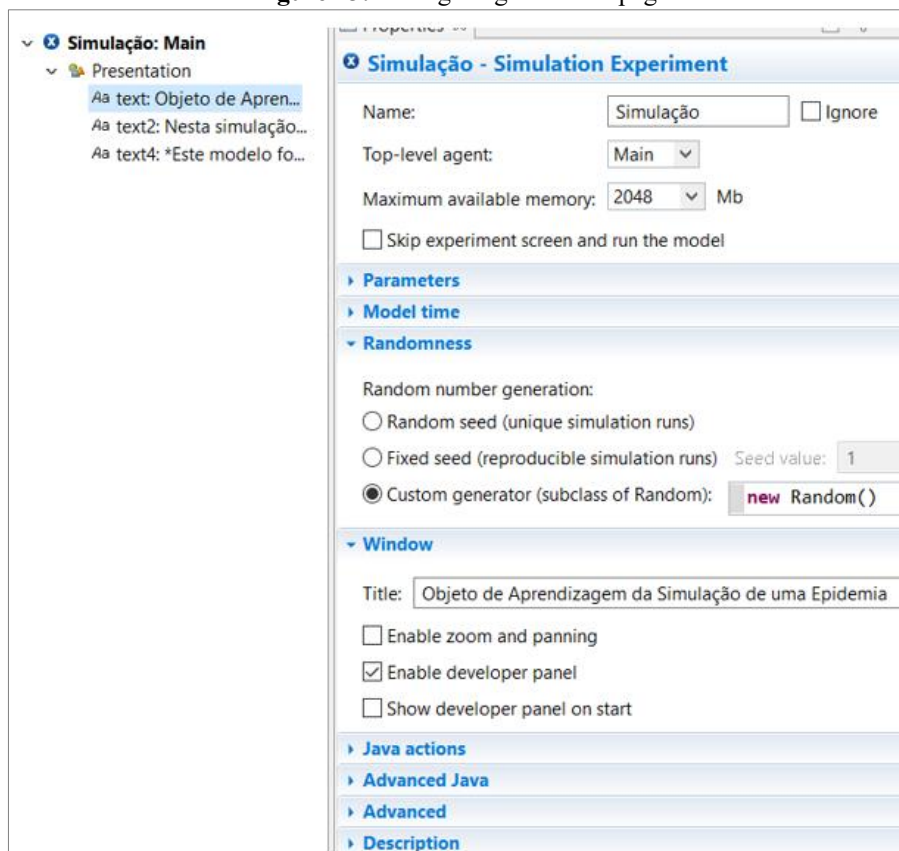 Simulação: Main
Presentation
Aa text: Objeto de Apren...
Aa text2: Nesta simulação...
Aa text4: *Este modelo fo...
Properties
Simulação - Simulation Experiment
Name: Simulação Ignore
Top-level agent: Main
Maximum available memory: 2048 Mb
Skip experiment screen and run the model
Parameters
Model time
Randomness
Random number generation:
Random seed (unique simulation runs)
Fixed seed (reproducible simulation runs) Seed value: 1
Custom generator (subclass of Random): new Random()
Window
Title: Objeto de Aprendizagem da Simulação de uma Epidemia
Enable zoom and panning
Enable developer panel
Show developer panel on start
Java actions
Advanced Java
Advanced
Description